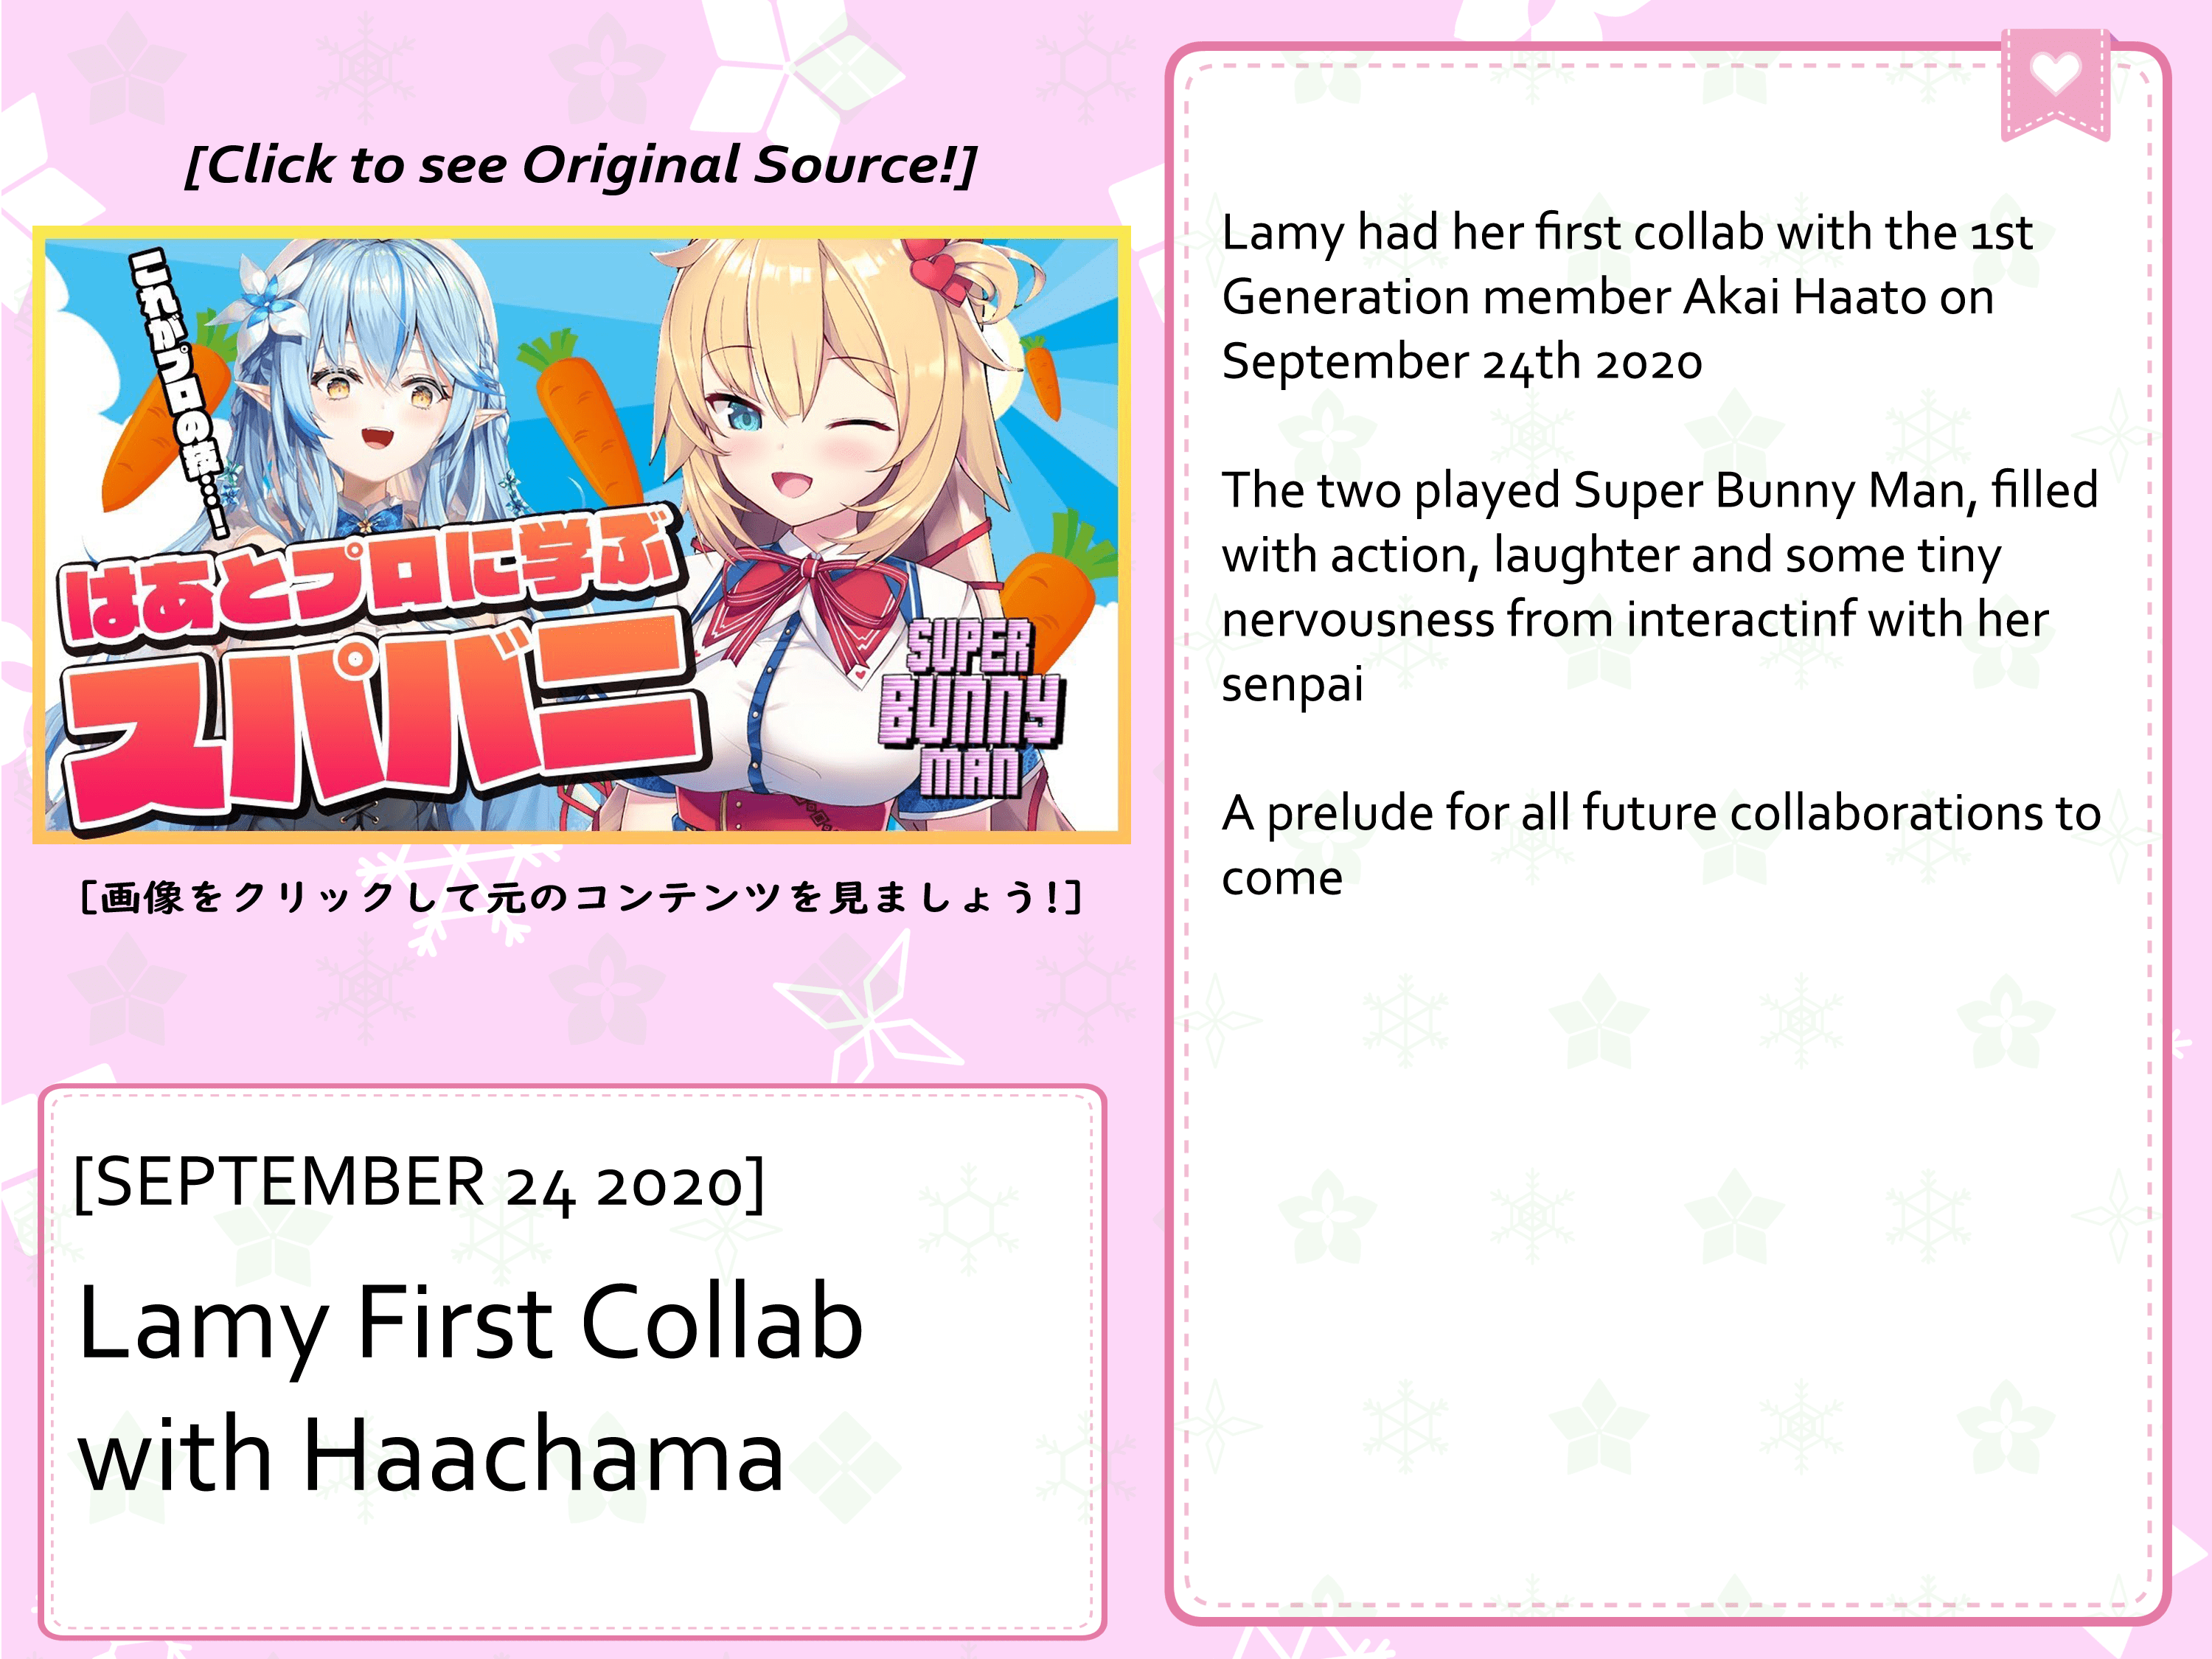 [Click to see Original Source!]
これがプロの技…!
はあとプロに学ぶ
スパバニ
SUPER
BUNNY
MAN
[画像をクリックして元のコンテンツを見ましょう!]
[SEPTEMBER 24 2020]
Lamy First Collab
with Haachama
Lamy had her first collab with the 1st
Generation member Akai Haato on
September 24th 2020
The two played Super Bunny Man, filled
with action, laughter and some tiny
nervousness from interactinf with her
senpai
A prelude for all future collaborations to
come